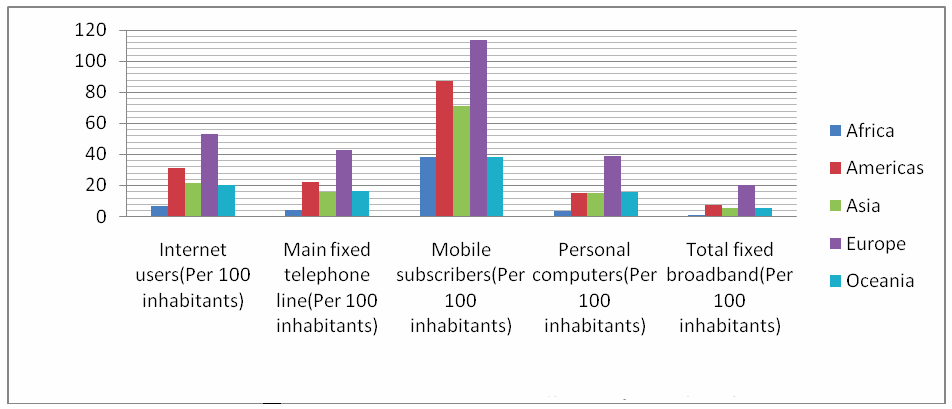 120
100
80
60
40
20
0
Internet
users(Per 100
inhabitants)
Main fixed
telephone
line(Per 100
inhabitants)
Mobile
subscribers(Per
100
inhabitants)
Personal
computers(Per
100
inhabitants)
Total fixed
broadband(Per
100
inhabitants)
Africa
Americas
Asia
Europe
Oceania